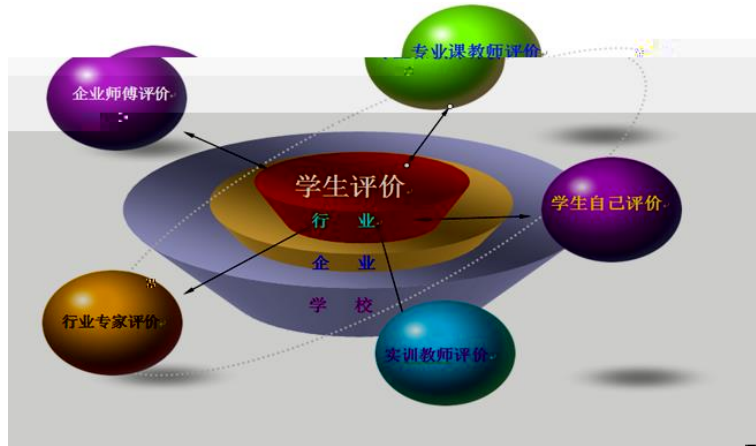 专业课教师评价
企业师傅评价
学生评价
学生自己评价
行 业
企 业
学 校
行业专家评价
实训教师评价